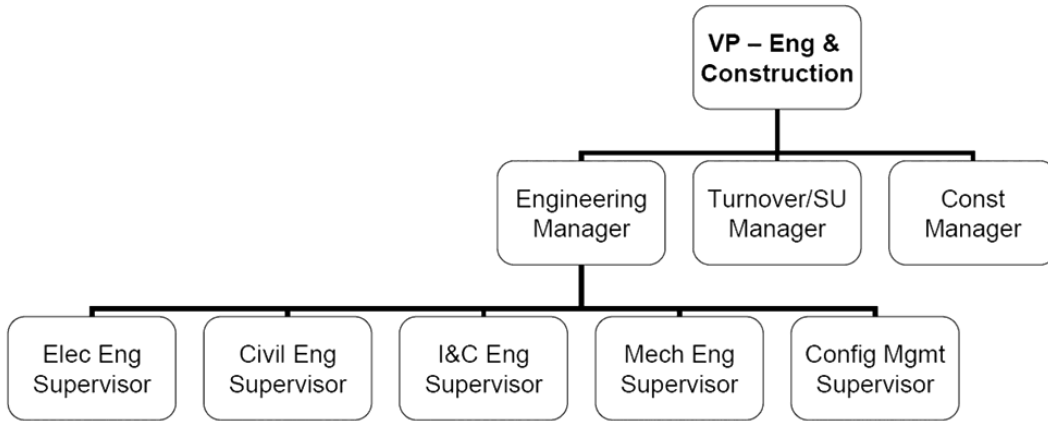 VP – Eng &
Construction
Engineering
Manager
Turnover/SU
Manager
Const
Manager
Elec Eng
Supervisor
Civil Eng
Supervisor
I&C Eng
Supervisor
Mech Eng
Supervisor
Config Mgmt
Supervisor